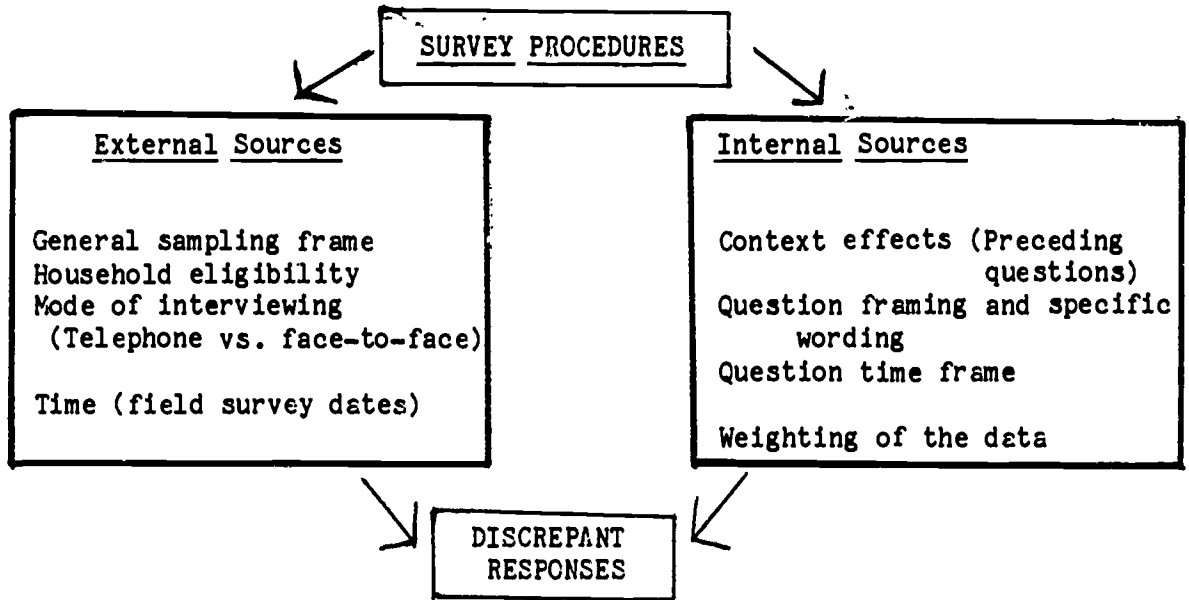 SURVEY PROCEDURES
External Sources
General sampling frame
Household eligibility
Mode of interviewing
(Telephone vs. face-to-face)
Time (field survey dates)
Internal Sources
Context effects (Preceding
questions)
Question framing and specific
wording
Question time frame
Weighting of the data
DISCREPANT
RESPONSES